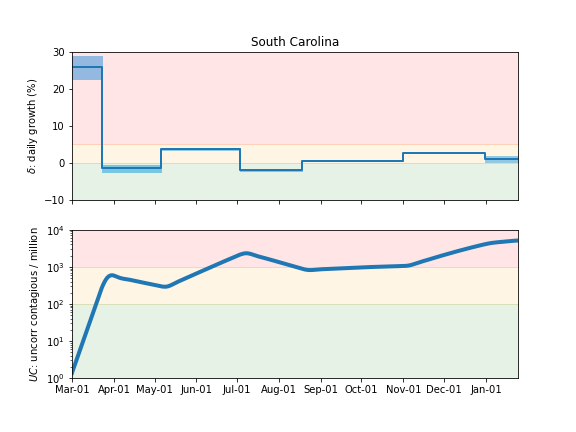 South Carolina
δ: daily growth (%)
30
20
10
0
−10
UC: uncorr contagious / million
10⁴
10³
10²
10¹
10⁰
Mar-01 Apr-01 May-01 Jun-01 Jul-01 Aug-01 Sep-01 Oct-01 Nov-01 Dec-01 Jan-01